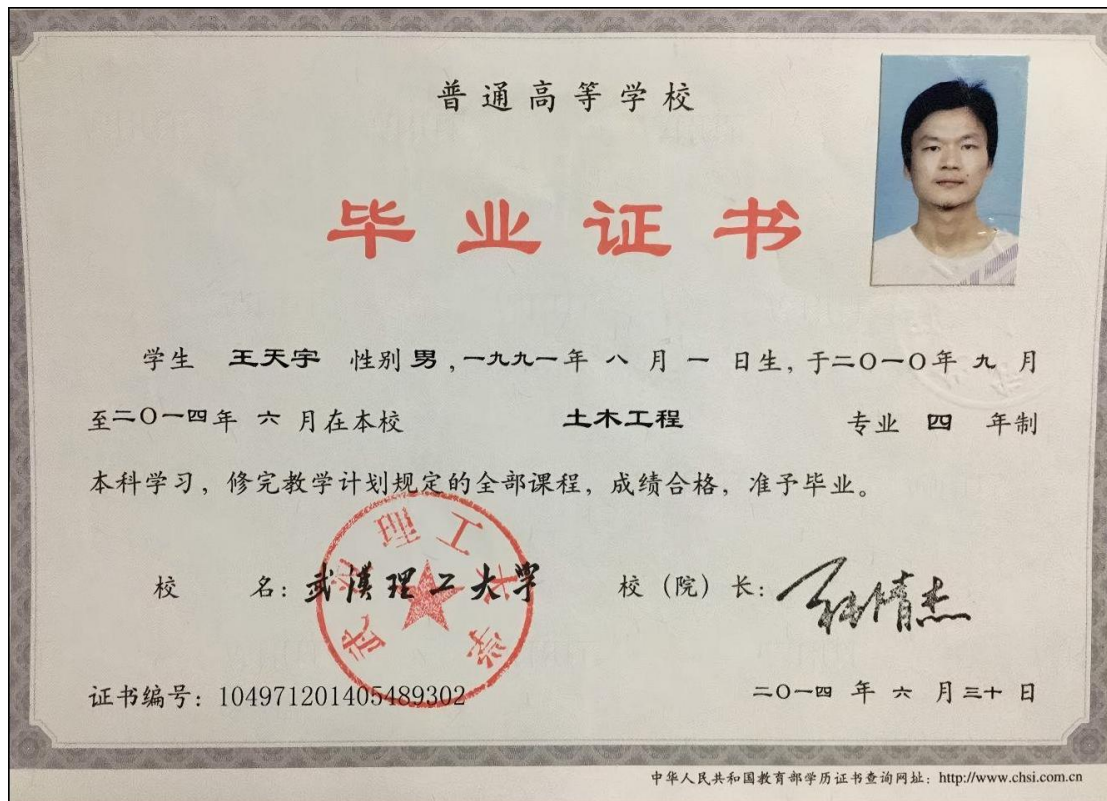 普通高等学校
毕业证书
学生 王天宇 性别 男 ,一九九一年 八 月 一 日生, 于二〇一〇年 九 月
至二〇一四年 六 月在本校 土木工程 专业 四 年制
本科学习, 修完教学计划规定的全部课程, 成绩合格, 准予毕业。
武汉理工大学
校 名: 武漢理工大学 校 (院) 长:
证书编号: 104971201405489302 二〇一四 年 六 月三十 日
中华人民共和国教育部学历证书查询网址: http://www.chsi.com.cn